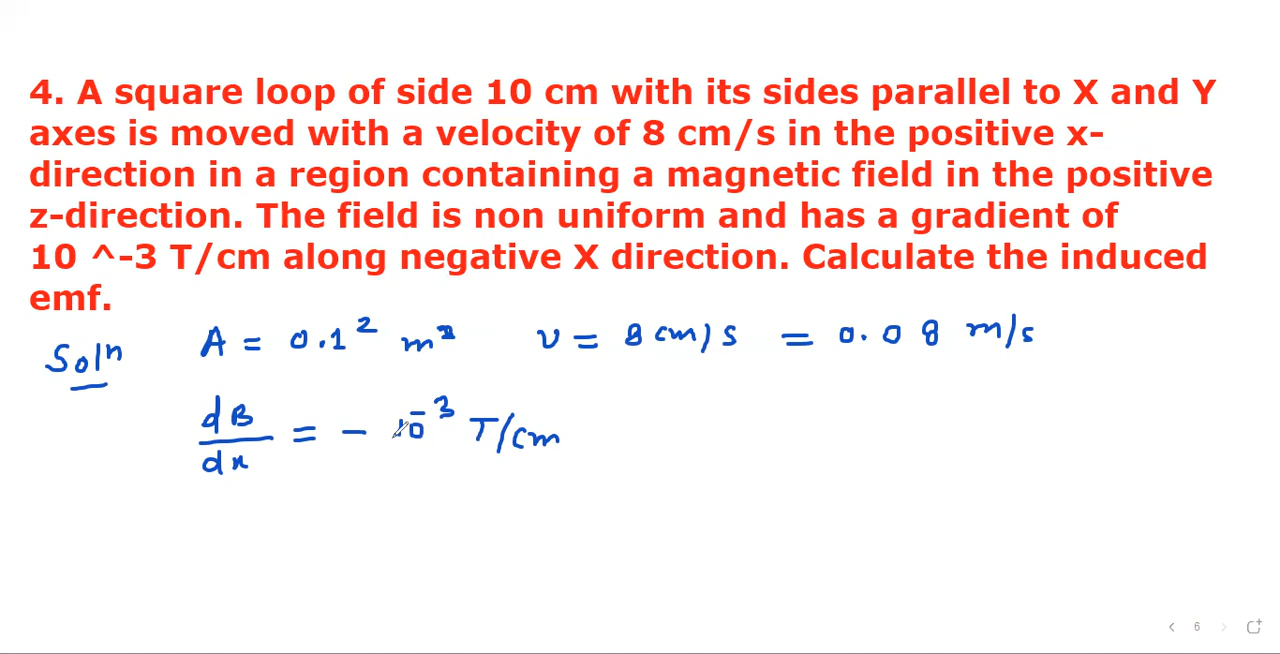 4. A square loop of side 10 cm with its sides parallel to X and Y
axes is moved with a velocity of 8 cm/s in the positive x-
direction in a region containing a magnetic field in the positive
z-direction. The field is non uniform and has a gradient of
10 ^-3 T/cm along negative X direction. Calculate the induced
emf.
Soln A = 0.1² m² v = 8 cm/s = 0.08 m/s
dB/dx = - 10⁻³ T/cm
6